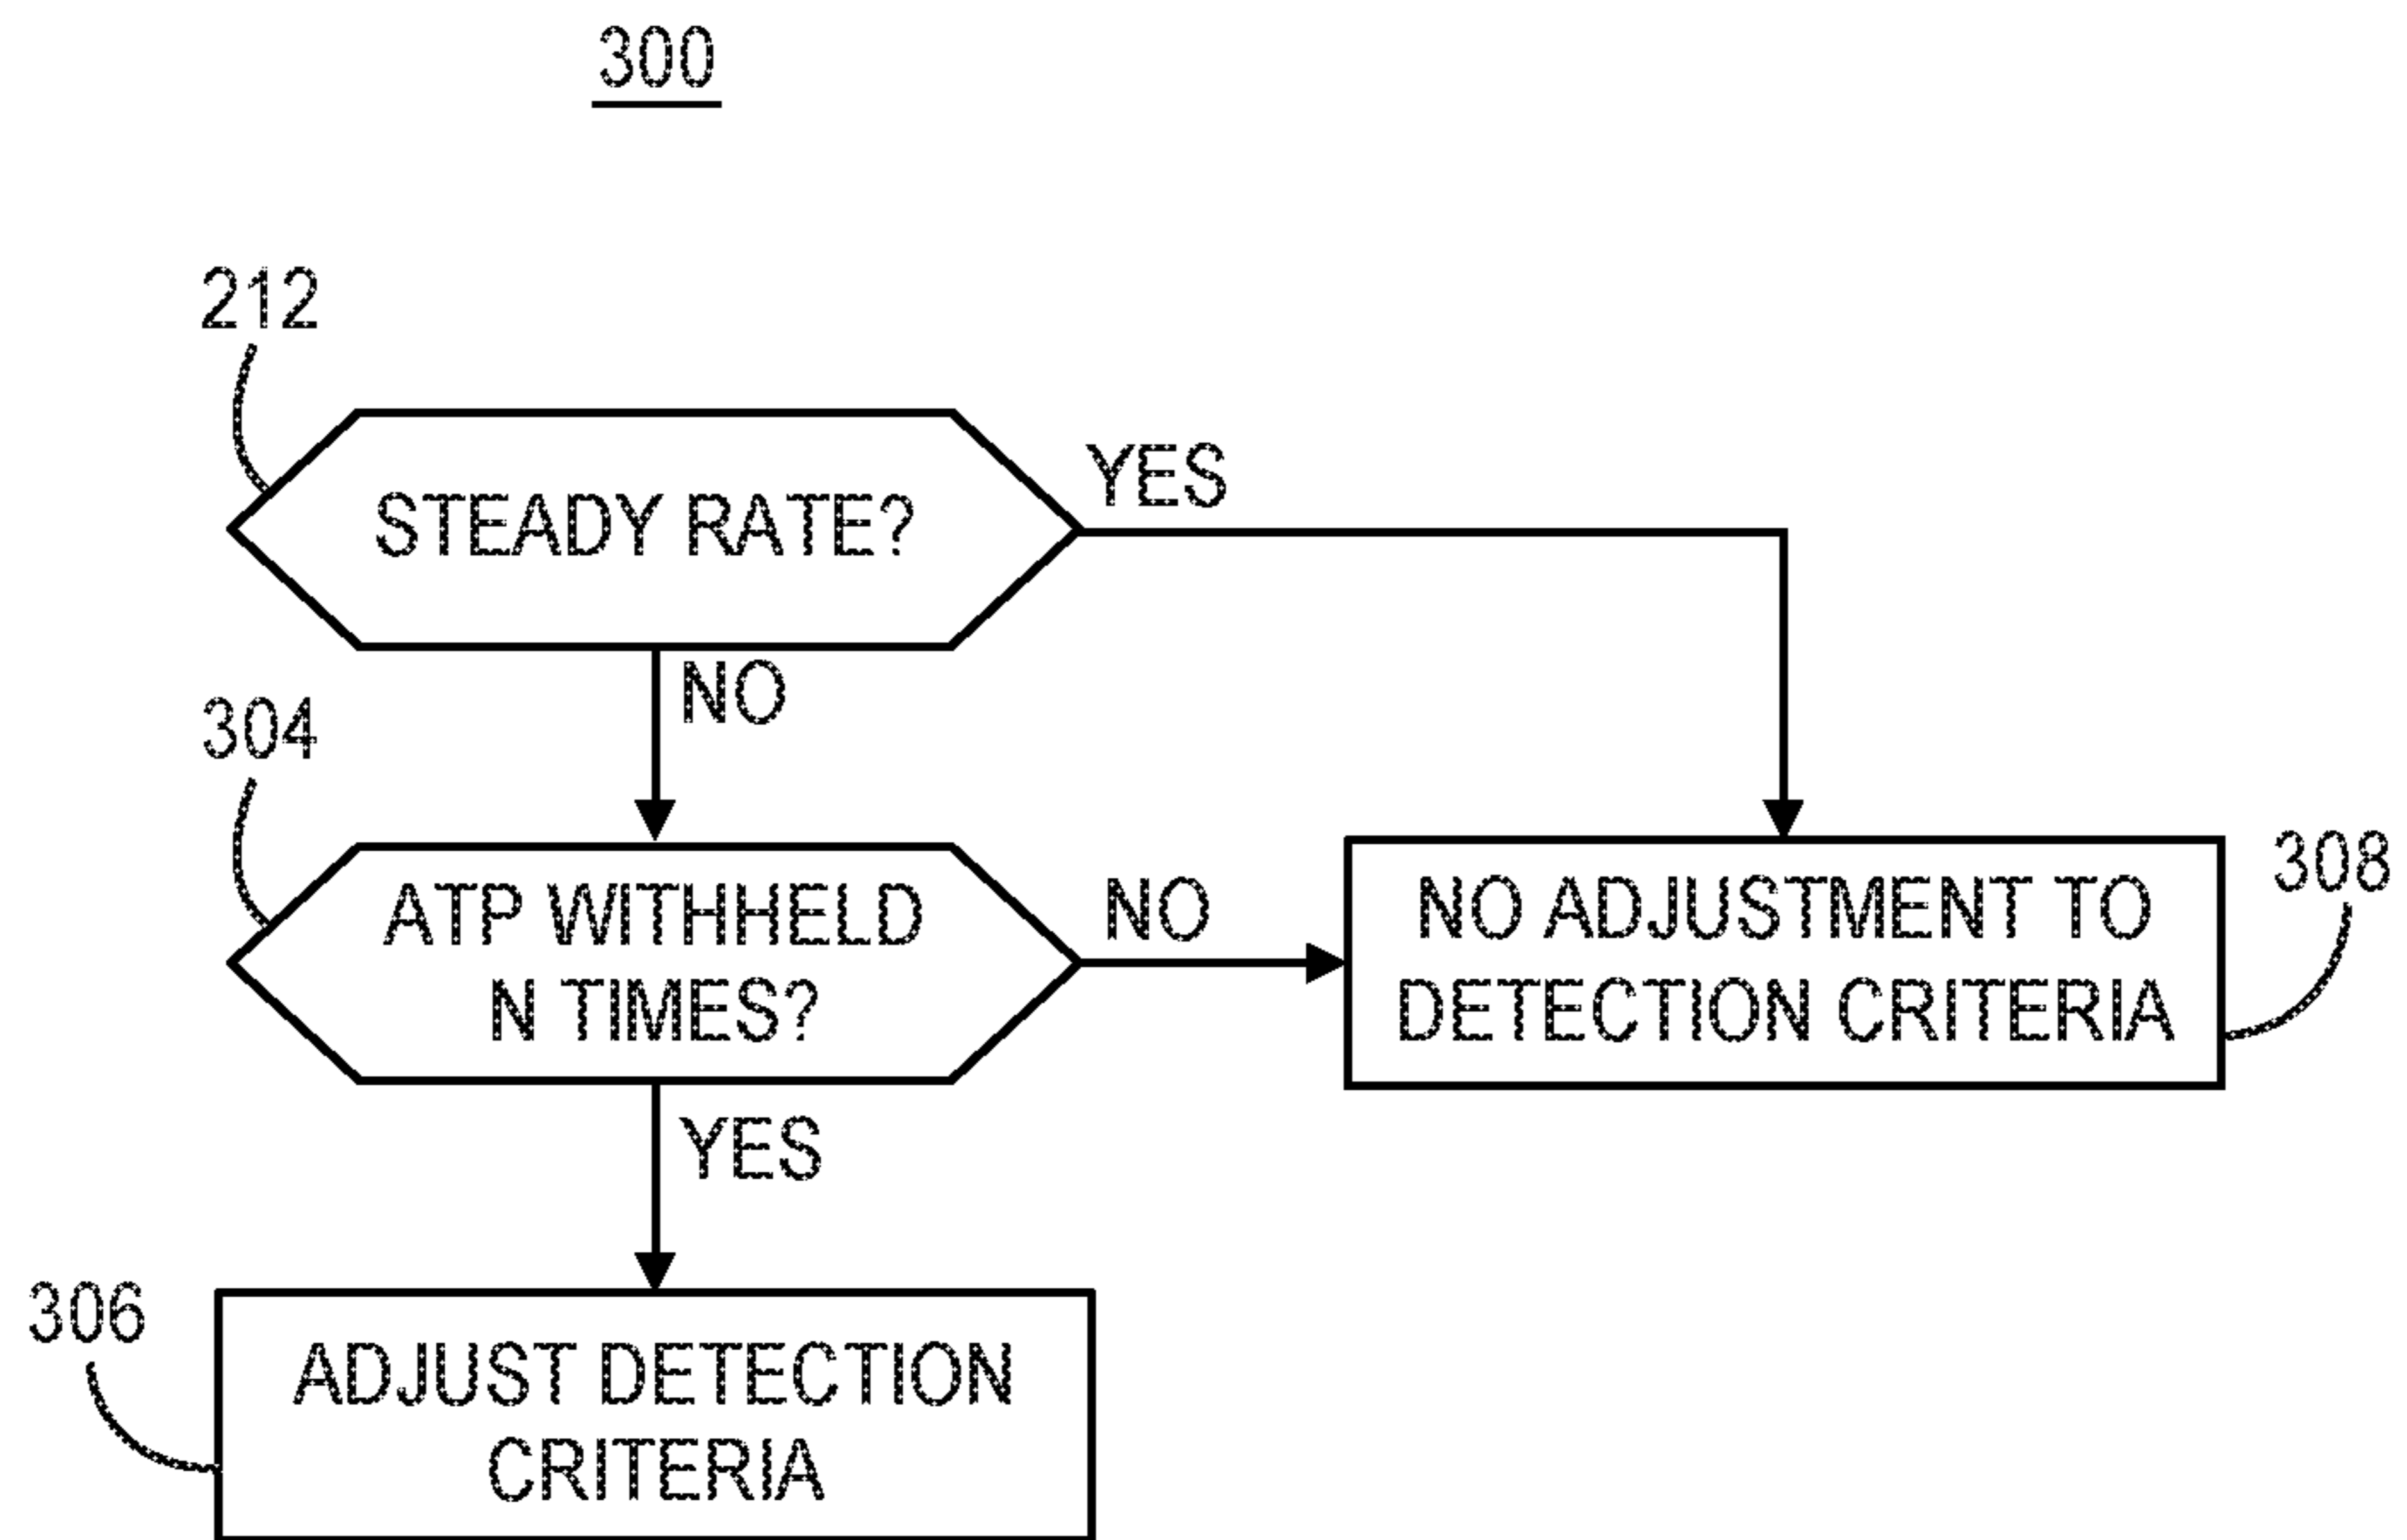 300
212
STEADY RATE?
YES
NO
304
ATP WITHHELD
N TIMES?
NO
NO ADJUSTMENT TO
DETECTION CRITERIA
308
YES
306
ADJUST DETECTION
CRITERIA